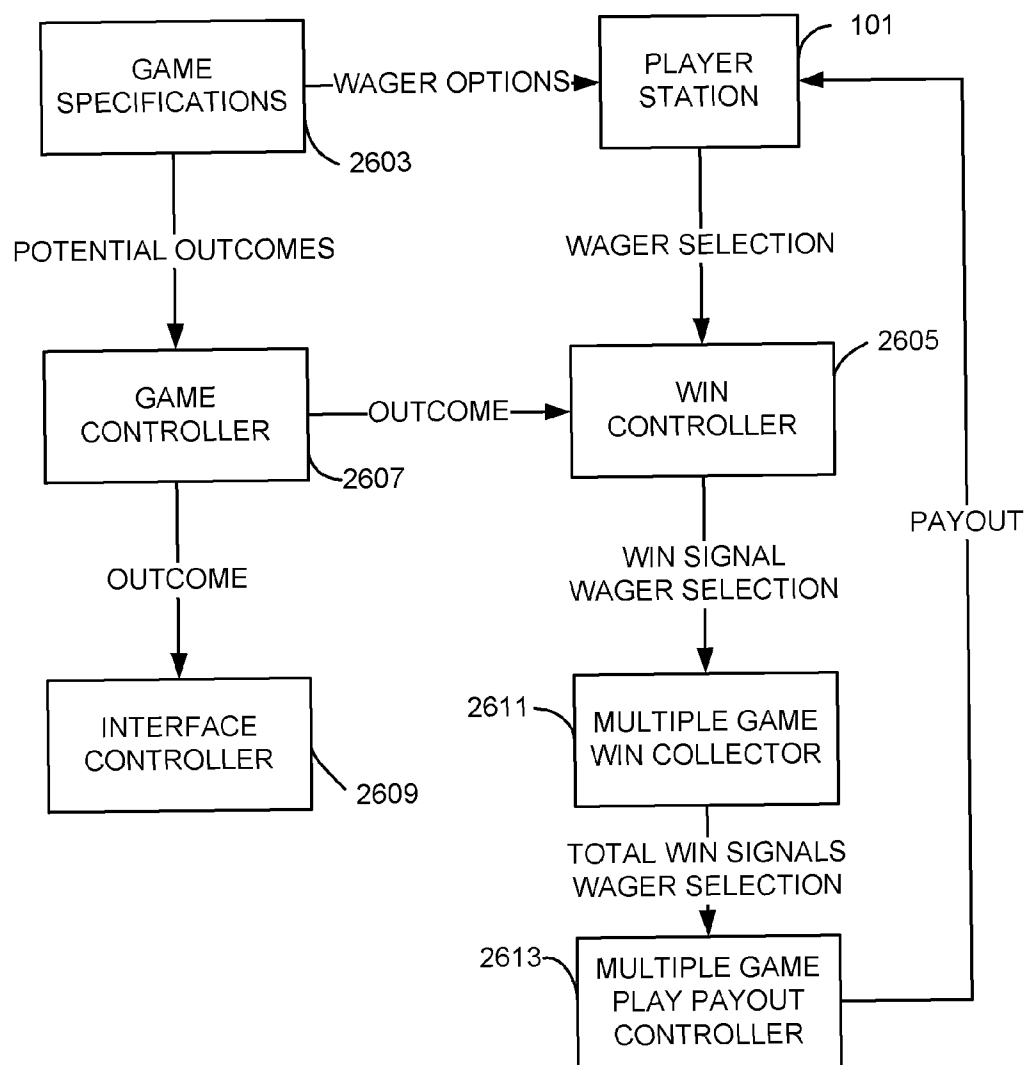 101
GAME
SPECIFICATIONS
WAGER OPTIONS
PLAYER
STATION
2603
POTENTIAL OUTCOMES
WAGER SELECTION
2605
GAME
CONTROLLER
OUTCOME
WIN
CONTROLLER
2607
PAYOUT
OUTCOME
WIN SIGNAL
WAGER SELECTION
INTERFACE
CONTROLLER
2609
2611
MULTIPLE GAME
WIN COLLECTOR
TOTAL WIN SIGNALS
WAGER SELECTION
2613
MULTIPLE GAME
PLAY PAYOUT
CONTROLLER